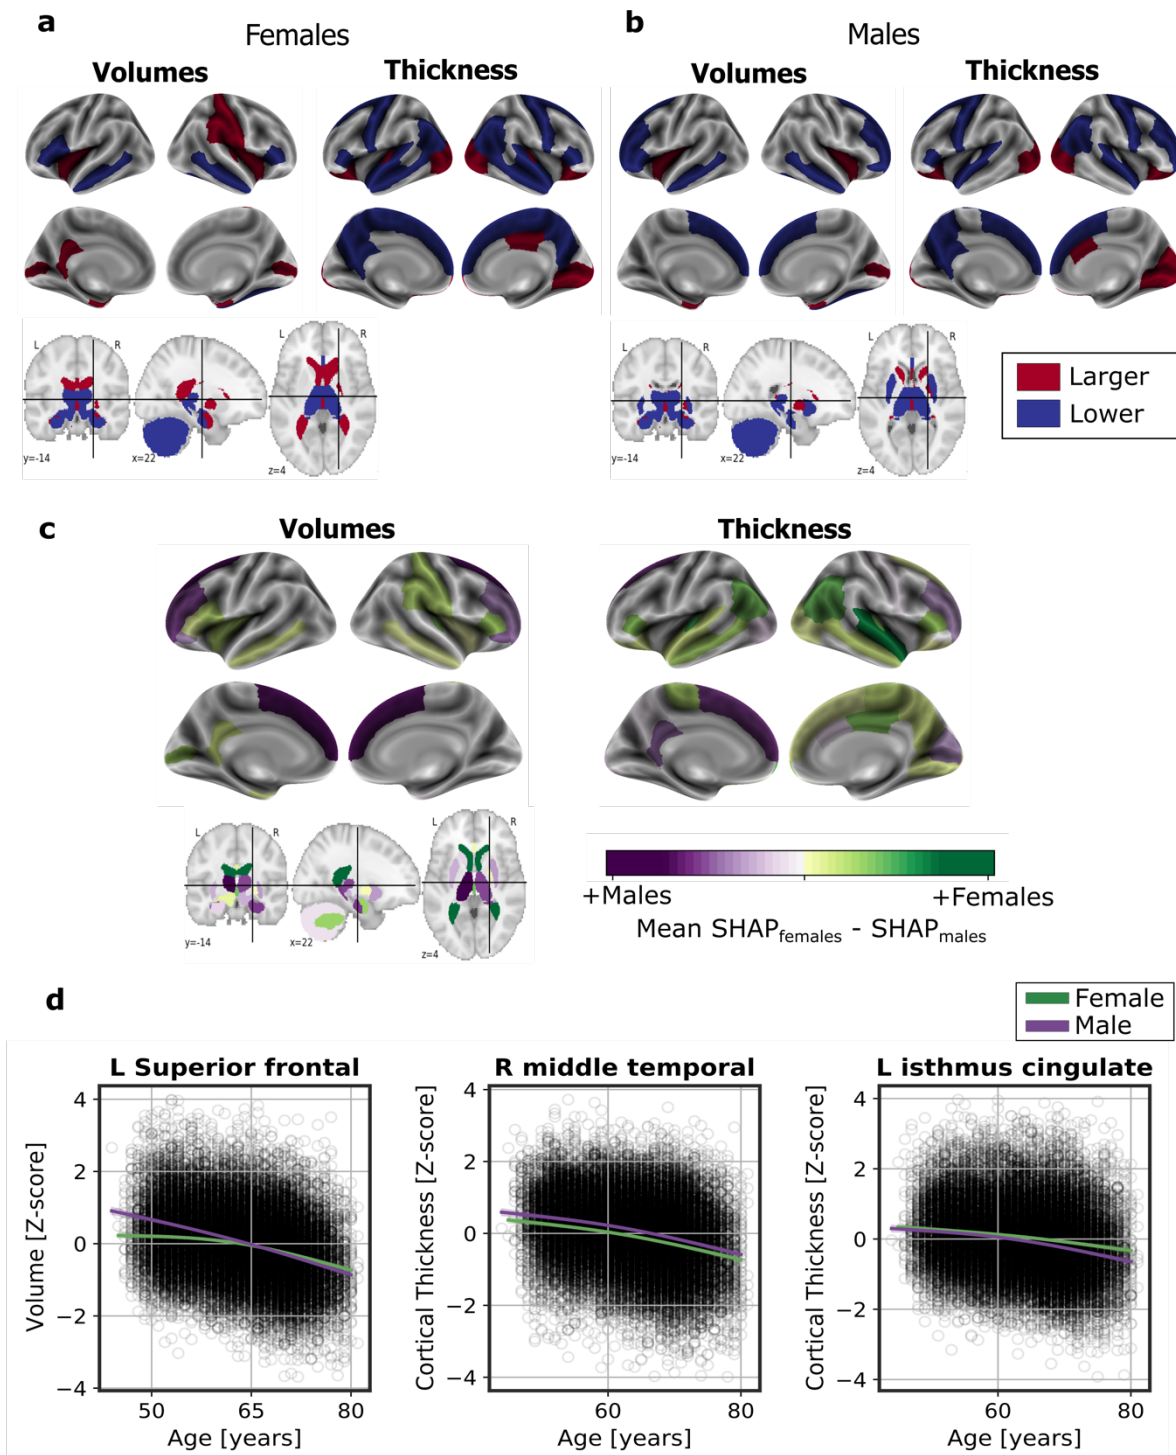 a
Females
Volumes
Thickness
L
R
y=-14
x=22
z=4
L
R
b
Males
Volumes
Thickness
L
R
y=-14
x=22
z=4
L
R
Larger
Lower
c
Volumes
Thickness
L
R
y=-14
x=22
z=4
L
R
+Males
+Females
Mean SHAPfemales - SHAPmales
d
Female
Male
L Superior frontal
Volume [Z-score]
4
2
0
−2
−4
50
65
80
Age [years]
R middle temporal
Cortical Thickness [Z-score]
4
2
0
−2
−4
60
80
Age [years]
L isthmus cingulate
Cortical Thickness [Z-score]
4
2
0
−2
−4
60
80
Age [years]